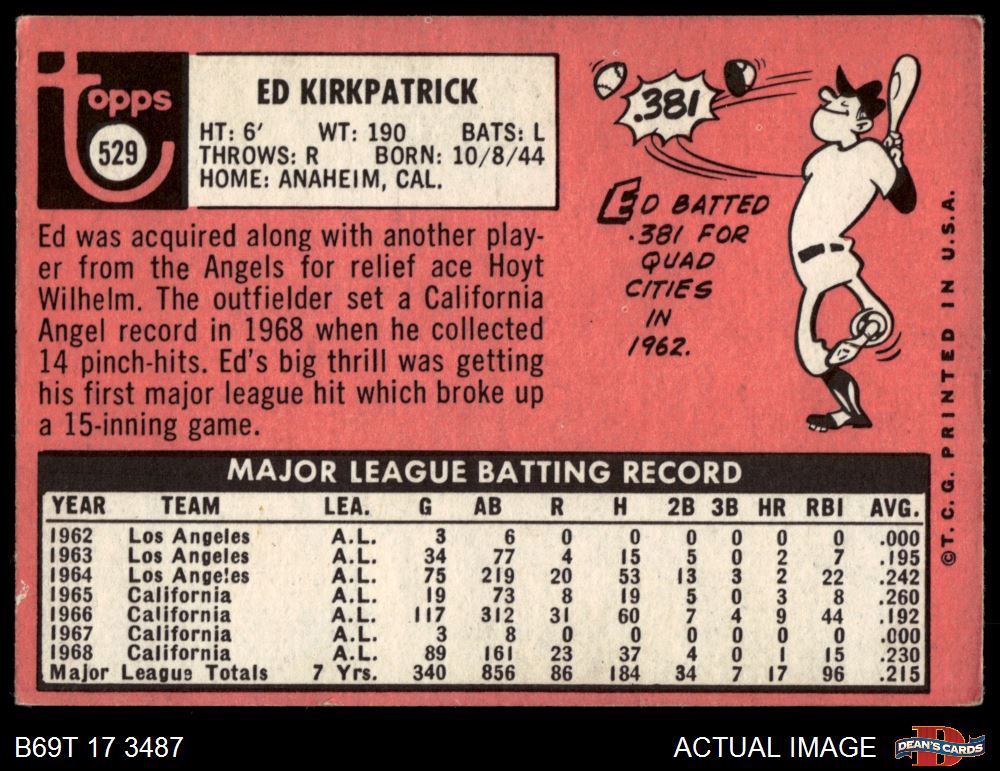 Topps
529
ED KIRKPATRICK
HT: 6' WT: 190 BATS: L
THROWS: R BORN: 10/8/44
HOME: ANAHEIM, CAL.
Ed was acquired along with another play-
er from the Angels for relief ace Hoyt
Wilhelm. The outfielder set a California
Angel record in 1968 when he collected
14 pinch-hits. Ed's big thrill was getting
his first major league hit which broke up
a 15-inning game.
.381
ED BATTED
.381 FOR
QUAD
CITIES
IN
1962.
©T.C.G. PRINTED IN U.S.A.
MAJOR LEAGUE BATTING RECORD
YEAR TEAM LEA. G AB R H 2B 3B HR RBI AVG.
1962 Los Angeles A.L. 3 6 0 0 0 0 0 0 .000
1963 Los Angeles A.L. 34 77 4 15 5 0 2 7 .195
1964 Los Angeles A.L. 75 219 20 53 13 3 2 22 .242
1965 California A.L. 19 73 8 19 5 0 3 8 .260
1966 California A.L. 117 312 31 60 7 4 9 44 .192
1967 California A.L. 3 8 0 0 0 0 0 0 .000
1968 California A.L. 89 161 23 37 4 0 1 15 .230
Major League Totals 7 Yrs. 340 856 86 184 34 7 17 96 .215
B69T 17 3487
ACTUAL IMAGE
DEAN'S CARDS